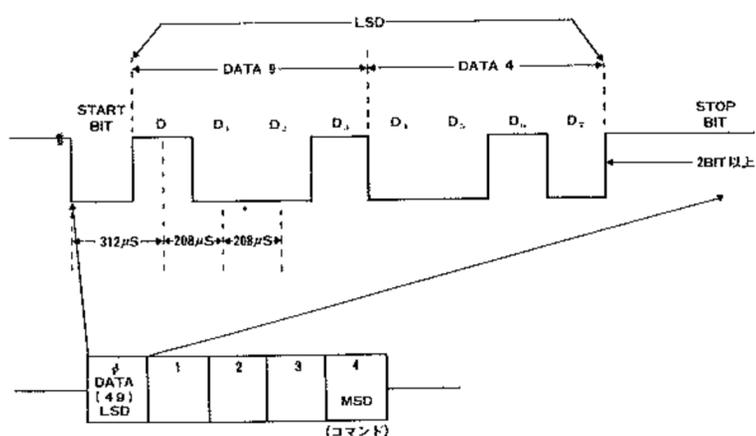 LSD
DATA 9
DATA 4
START
BIT
D
D₁
D₂
D₃
D₄
D₅
D₆
D₇
STOP
BIT
2BIT以上
312μS
208μS
208μS
DATA
(49)
LSD
1
2
3
4
MSD
(コマンド)